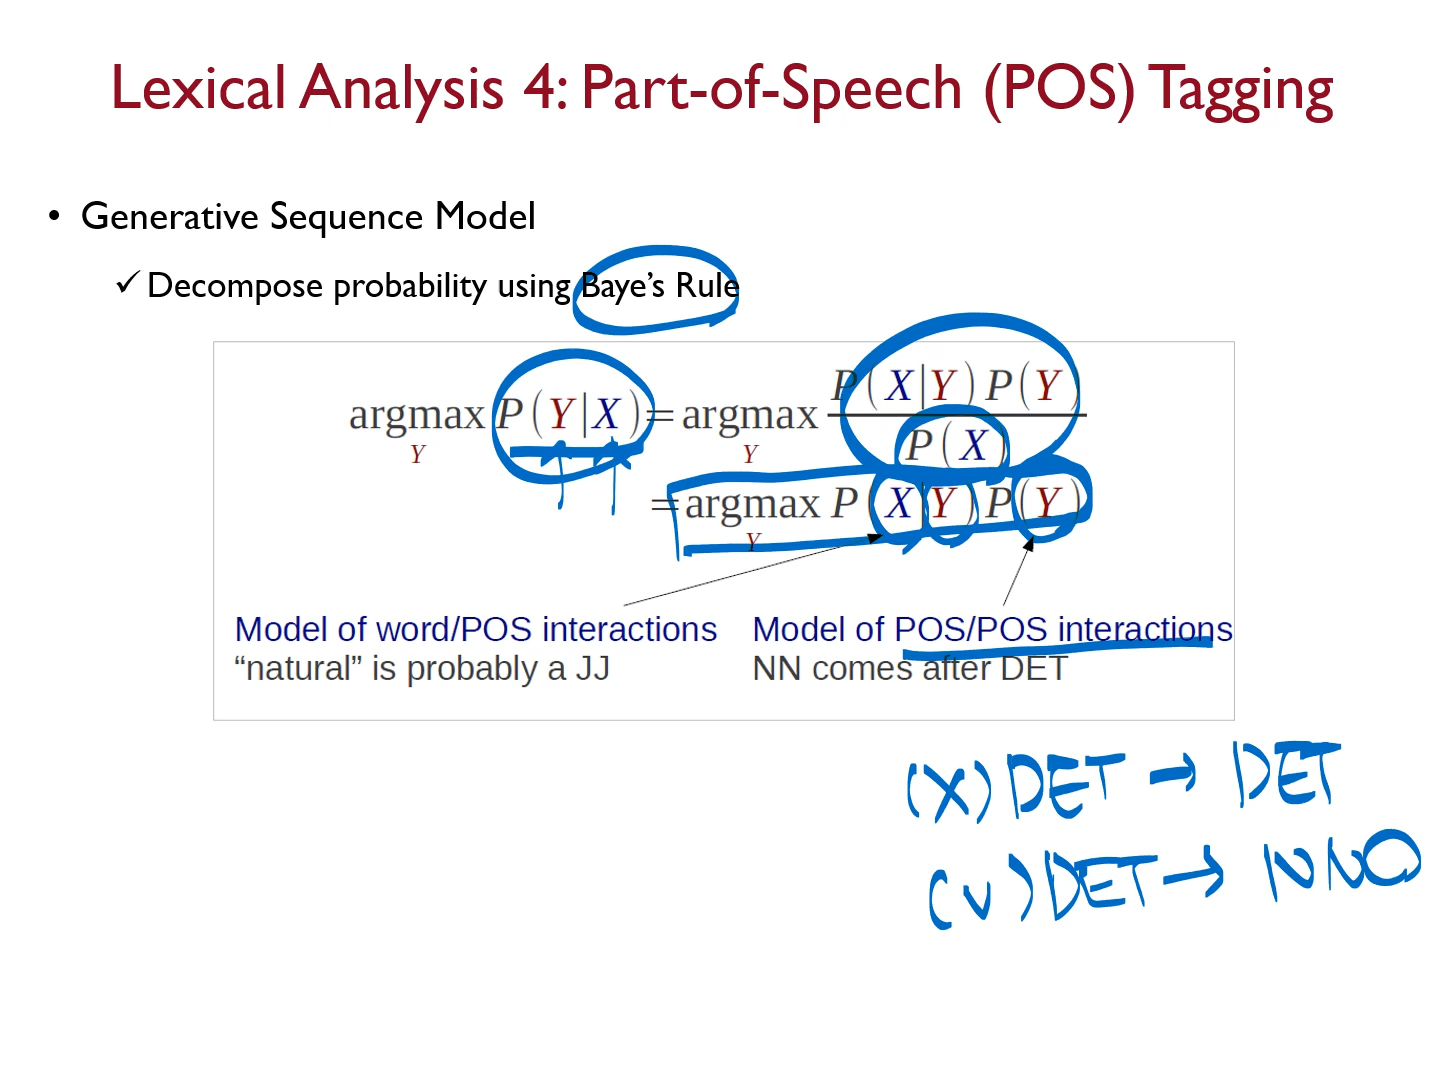 Lexical Analysis 4: Part-of-Speech (POS) Tagging
• Generative Sequence Model
✓ Decompose probability using Baye's Rule
argmax P(Y|X) = argmax P(X|Y) P(Y)
Y Y P(X)
= argmax P(X|Y) P(Y)
Y
Model of word/POS interactions Model of POS/POS interactions
“natural” is probably a JJ NN comes after DET
(X) DET → DET
(V) DET → NN